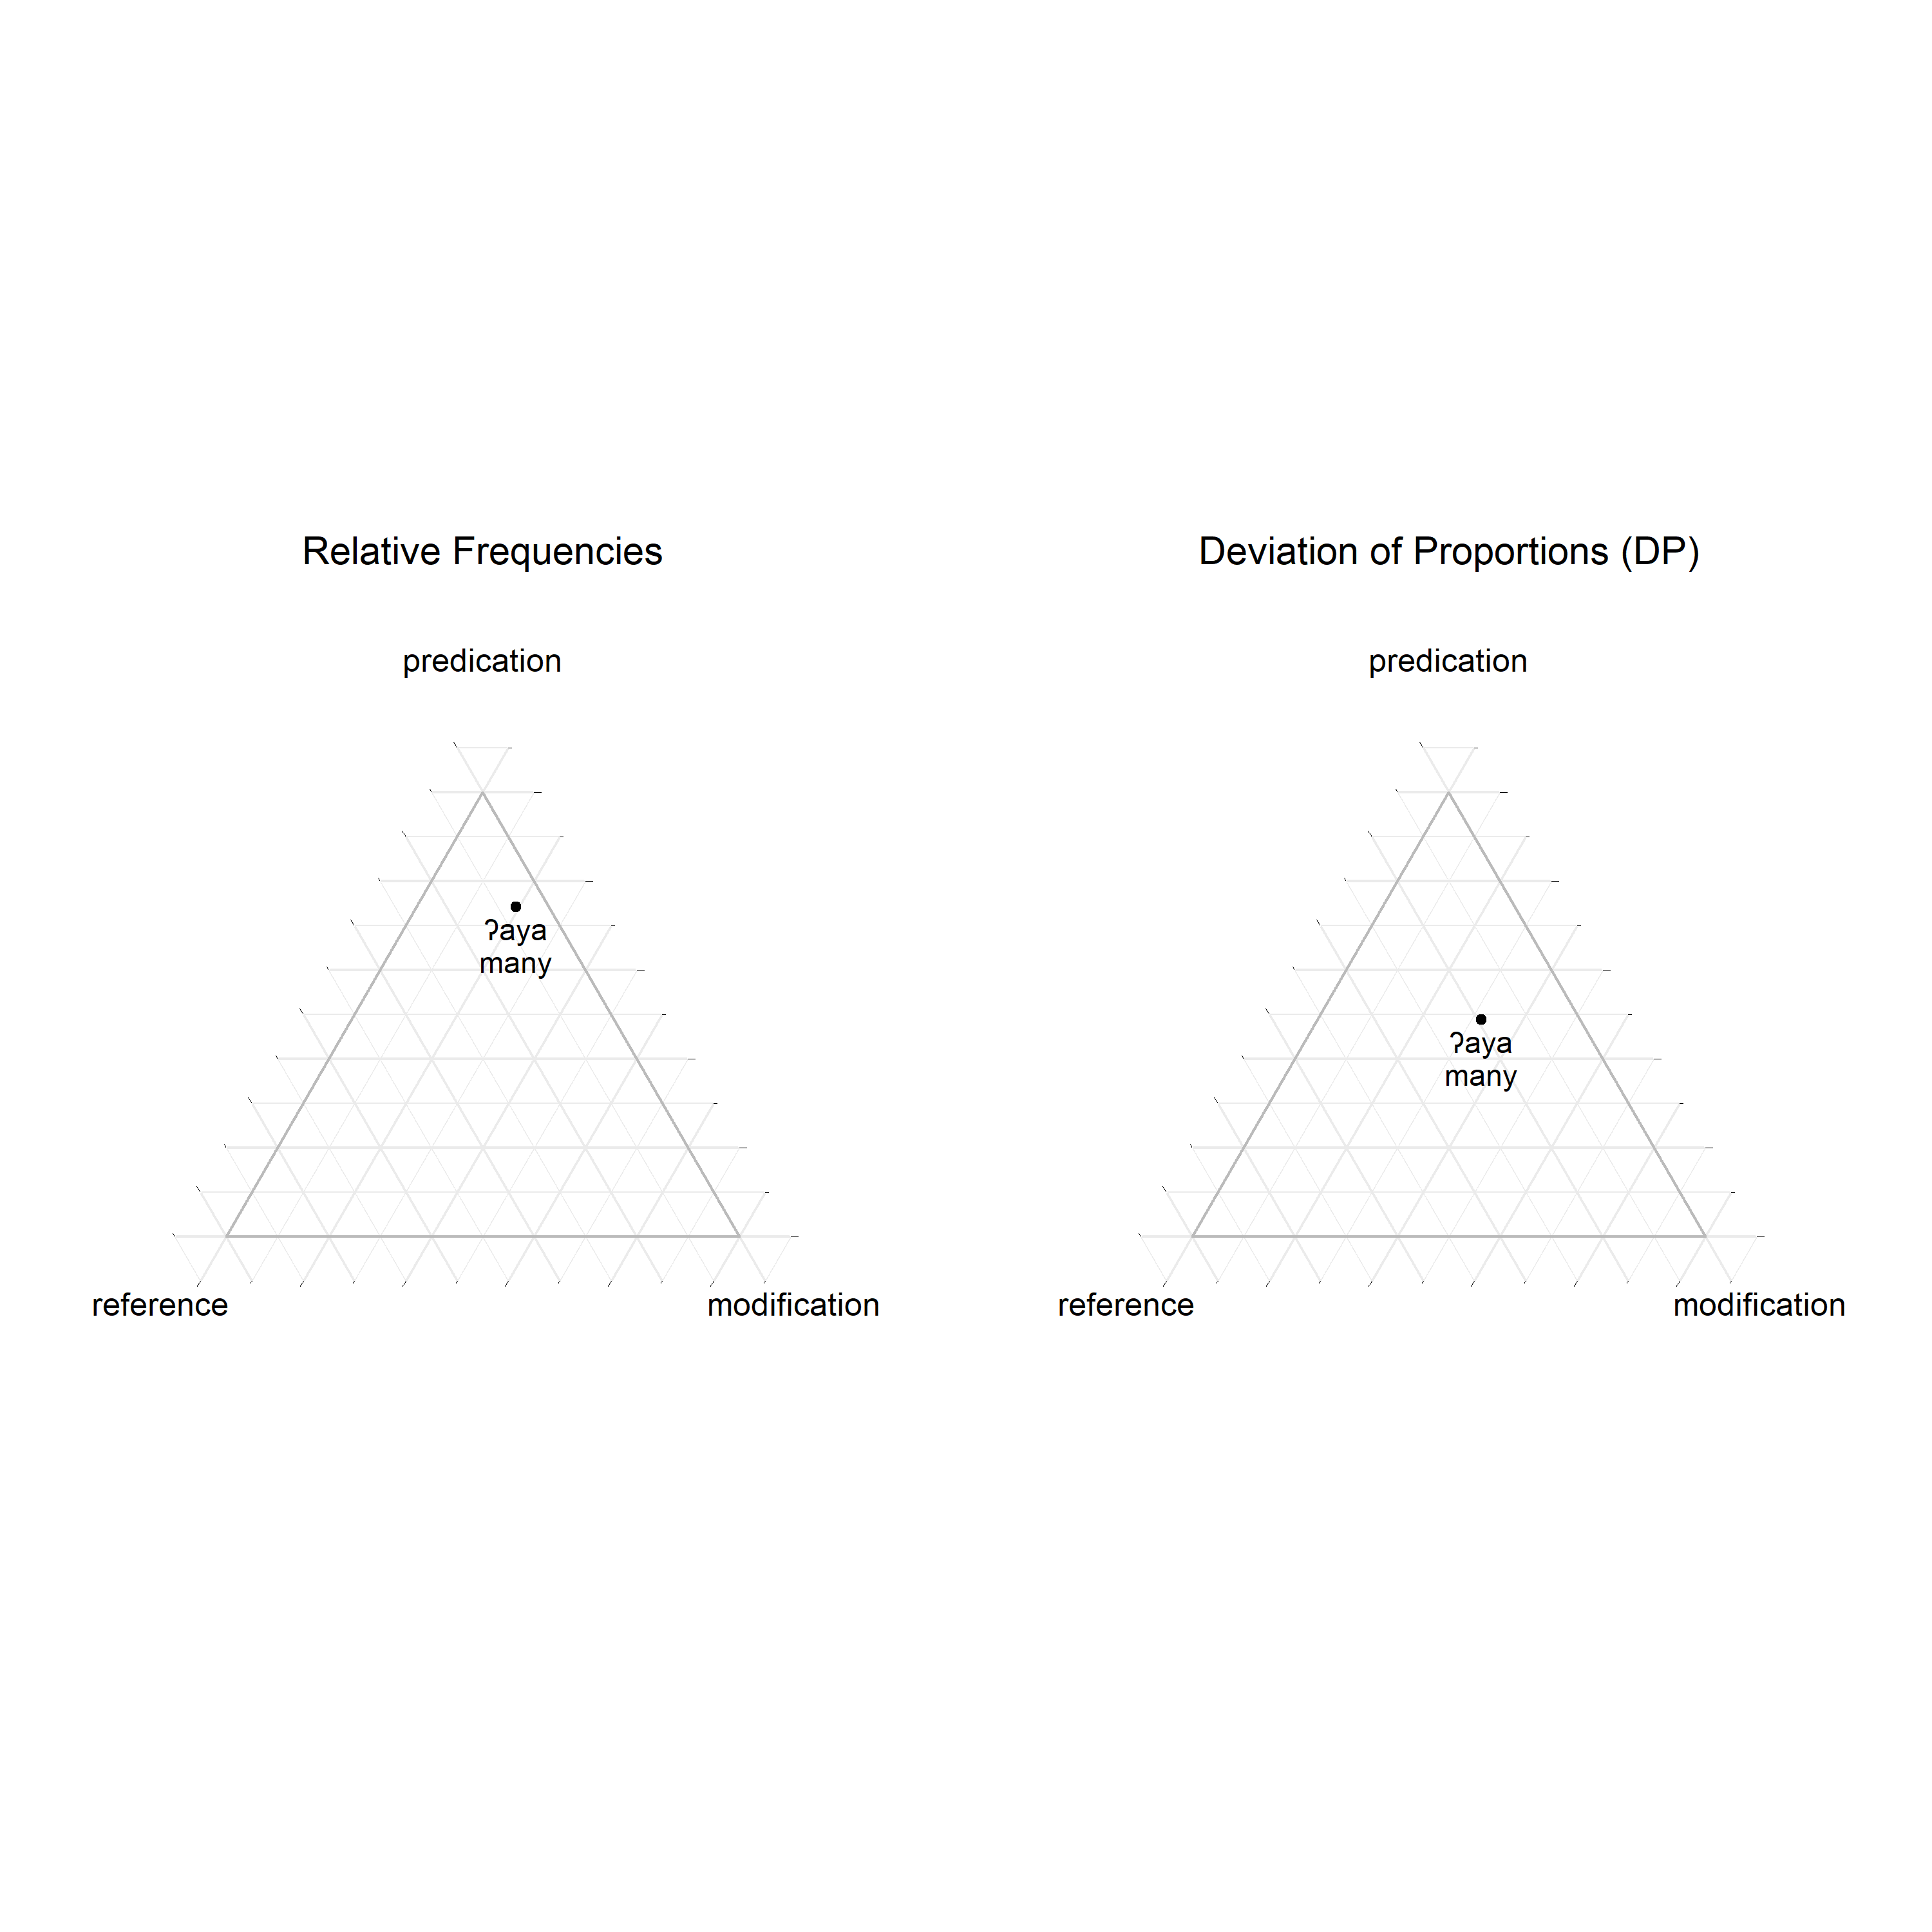 Relative Frequencies
predication
ʔaya
many
reference
modification
Deviation of Proportions (DP)
predication
ʔaya
many
reference
modification